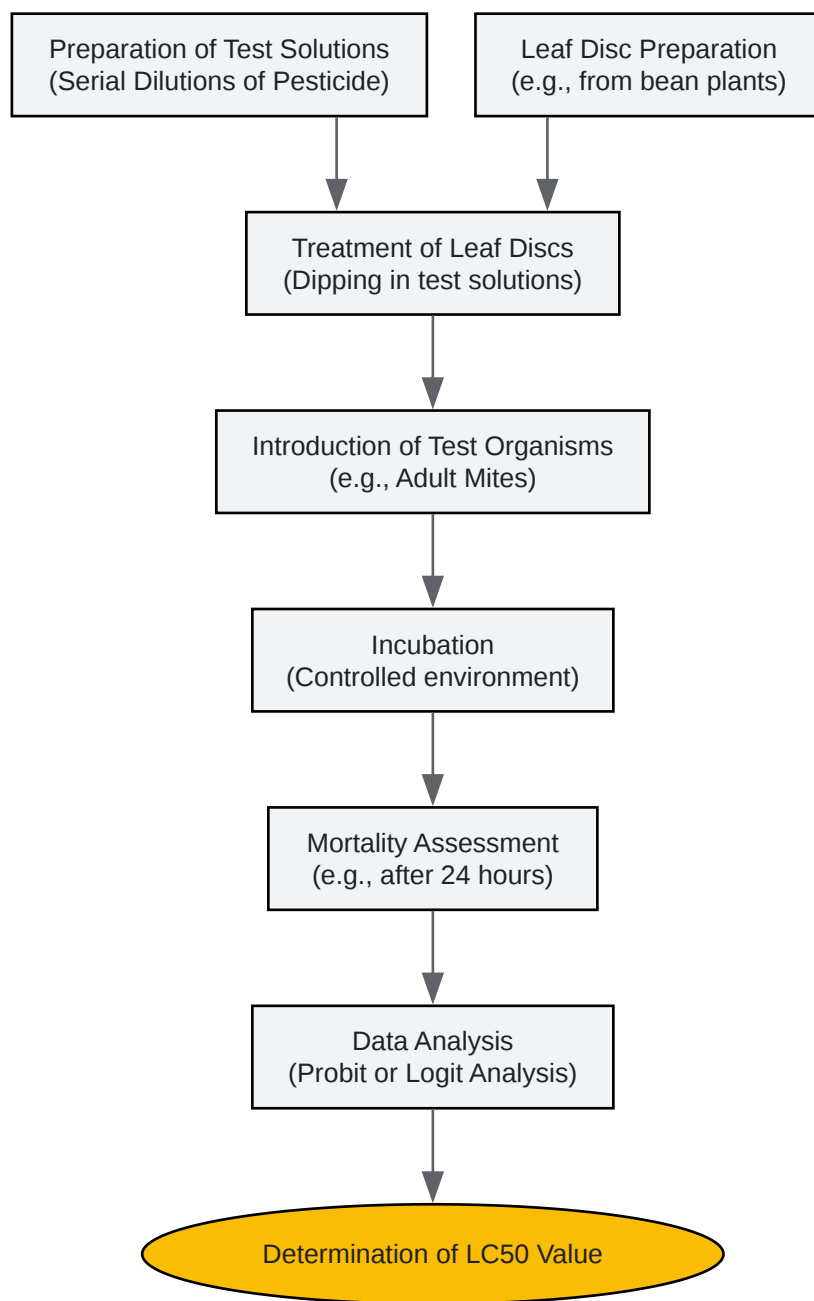 Preparation of Test Solutions
(Serial Dilutions of Pesticide)
Leaf Disc Preparation
(e.g., from bean plants)
Treatment of Leaf Discs
(Dipping in test solutions)
Introduction of Test Organisms
(e.g., Adult Mites)
Incubation
(Controlled environment)
Mortality Assessment
(e.g., after 24 hours)
Data Analysis
(Probit or Logit Analysis)
Determination of LC50 Value